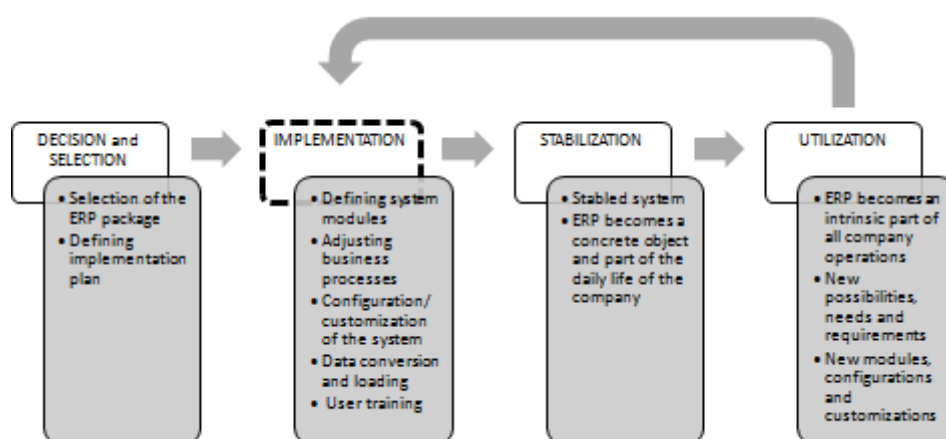 DECISION and
SELECTION
• Selection of the
ERP package
• Defining
implementation
plan
IMPLEMENTATION
• Defining system
modules
• Adjusting
business
processes
• Configuration/
customization
of the system
• Data conversion
and loading
• User training
STABILIZATION
• Stabled system
• ERP becomes a
concrete object
and part of the
daily life of the
company
UTILIZATION
• ERP becomes an
intrinsic part of
all company
operations
• New
possibilities,
needs and
requirements
• New modules,
configurations
and
customizations